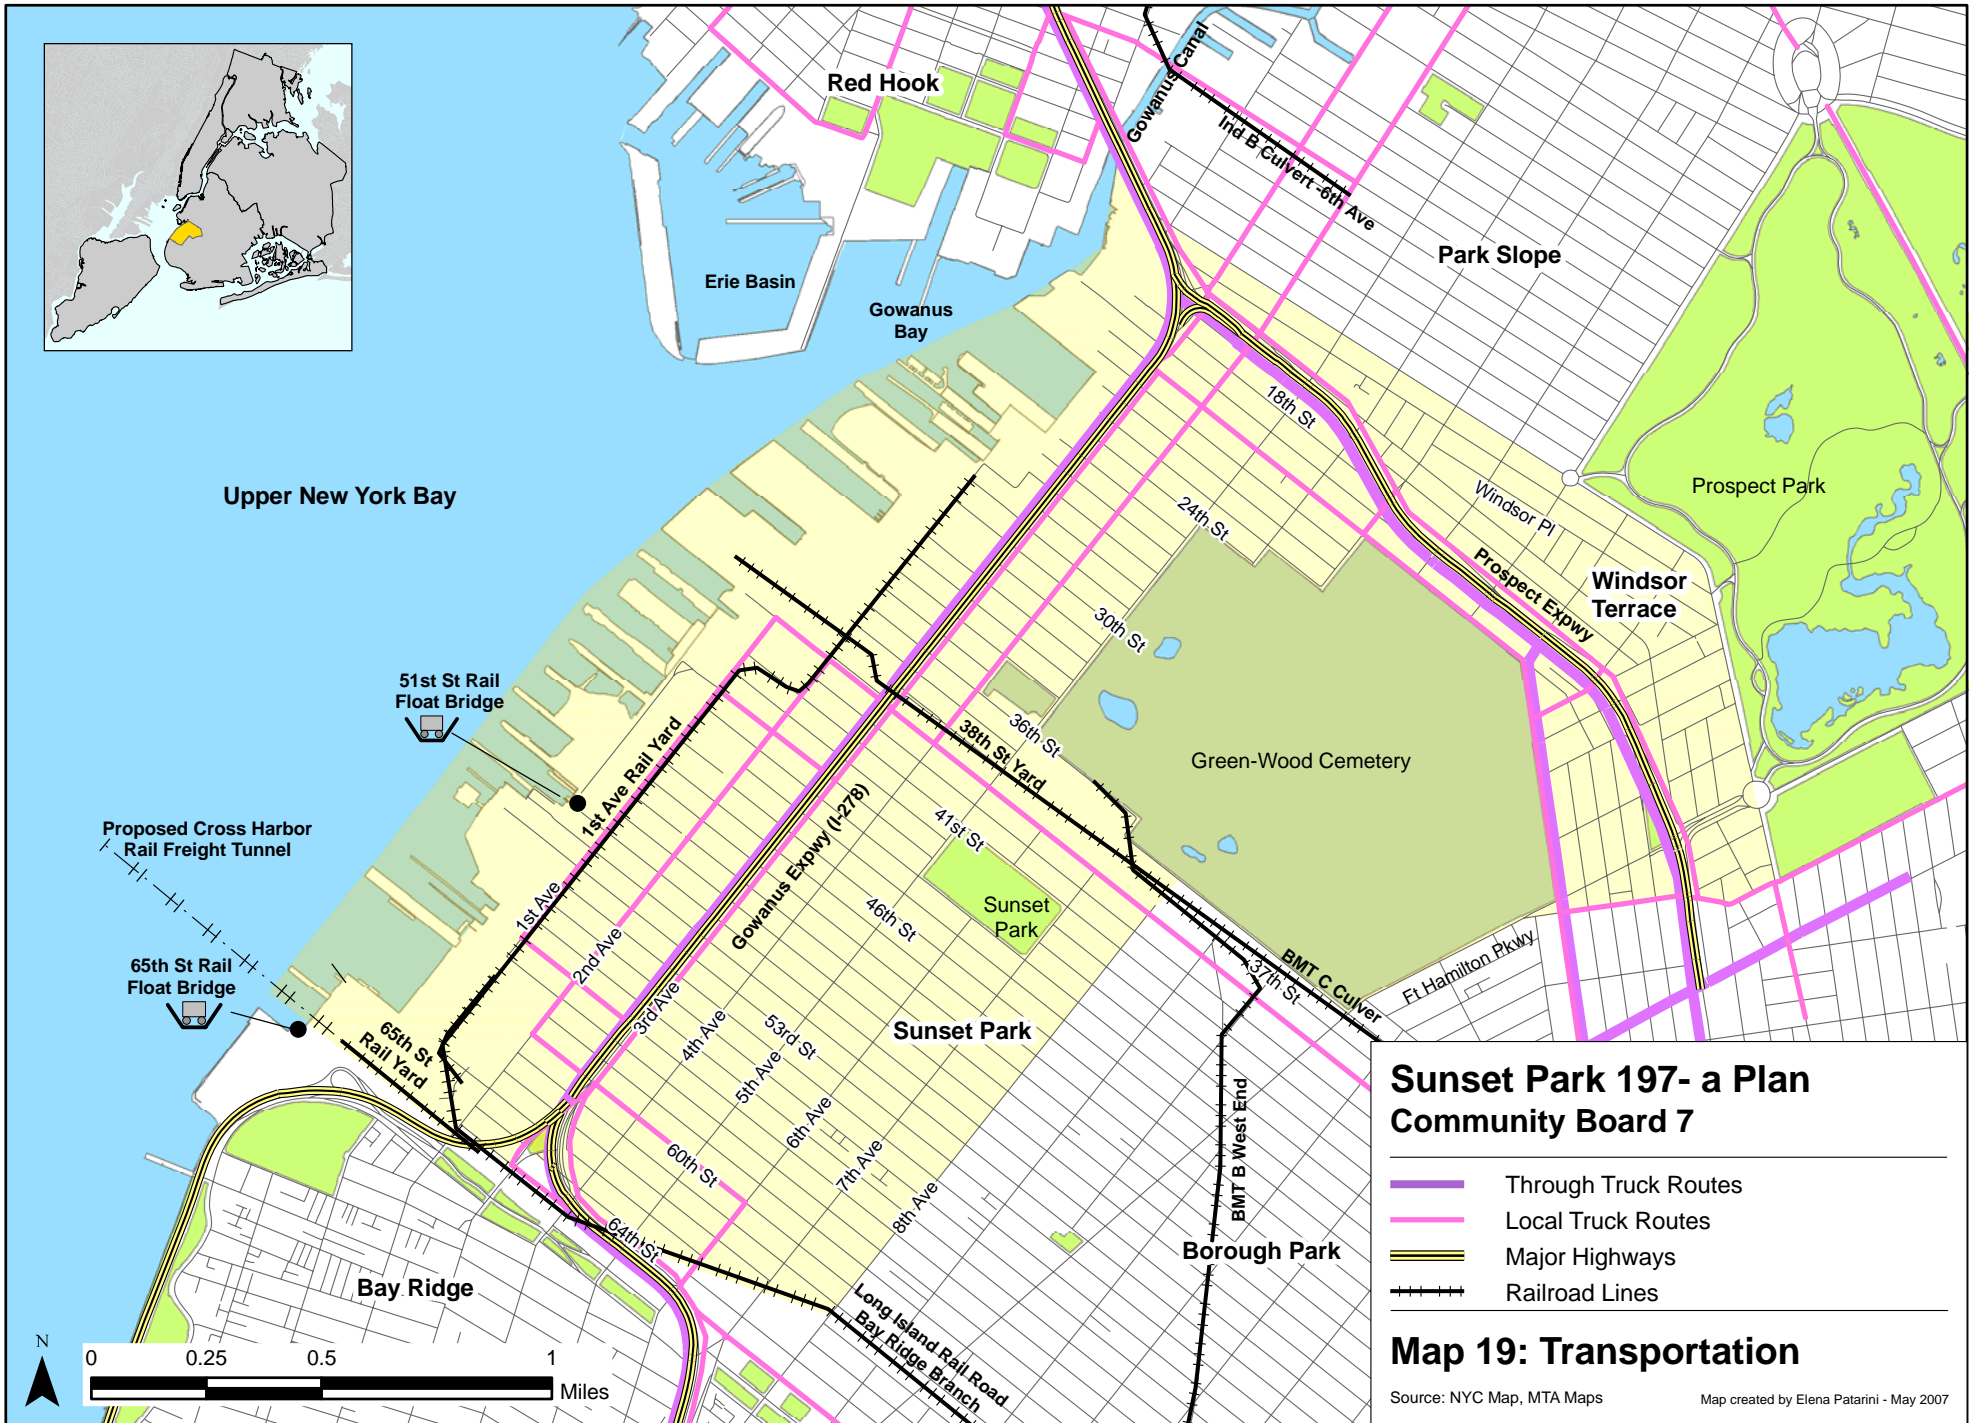 Red Hook
Gowanus Canal
Ind B Culvert -6th Ave
Park Slope
Erie Basin
Gowanus
Bay
18th St
Upper New York Bay
Prospect Park
Windsor Pl
24th St
Prospect Expwy
Windsor
Terrace
30th St
51st St Rail
Float Bridge
36th St
38th St Yard
1st Ave Rail Yard
Green-Wood Cemetery
Gowanus Expwy (I-278)
41st St
Proposed Cross Harbor
Rail Freight Tunnel
1st Ave
46th St
Sunset
Park
2nd Ave
Ft Hamilton Pkwy
BMT C Culver
37th St
65th St Rail
Float Bridge
3rd Ave
65th St
Rail Yard
4th Ave
53rd St
Sunset Park
5th Ave
6th Ave
7th Ave
8th Ave
60th St
64th St
BMT B West End
Borough Park
Bay Ridge
Long Island Rail Road
Bay Ridge Branch
N
0 0.25 0.5 1
Miles
Sunset Park 197- a Plan
Community Board 7
Through Truck Routes
Local Truck Routes
Major Highways
Railroad Lines
Map 19: Transportation
Source: NYC Map, MTA Maps
Map created by Elena Patarini - May 2007